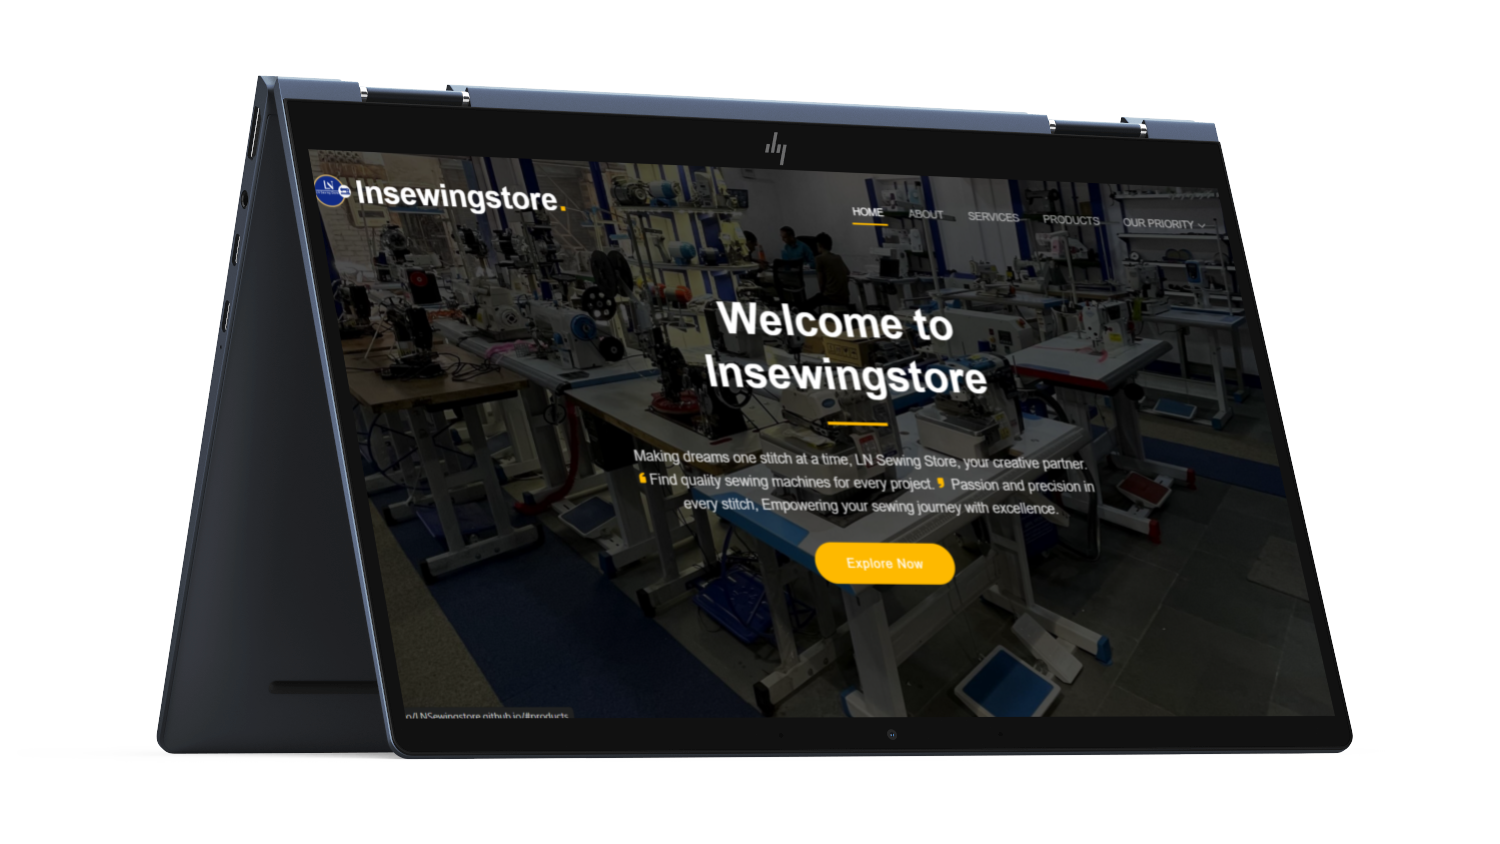 hp
LN
lnsewingstore.
HOME ABOUT SERVICES PRODUCTS OUR PRIORITY
Welcome to
lnsewingstore
Making dreams one stitch at a time, LN Sewing Store, your creative partner.
❛Find quality sewing machines for every project.❜ Passion and precision in
every stitch, Empowering your sewing journey with excellence.
Explore Now
o/LNSewingstore.github.io/#products